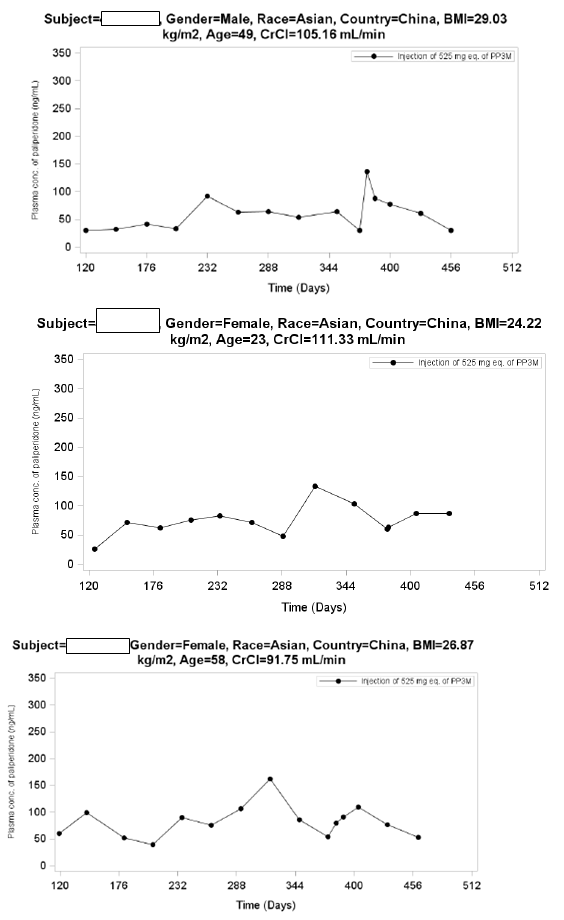 Subject= , Gender=Male, Race=Asian, Country=China, BMI=29.03
kg/m2, Age=49, CrCl=105.16 mL/min
Injection of 525 mg eq. of PP3M
Plasma conc. of paliperidone (ng/mL)
350
300
250
200
150
100
50
0
120 176 232 288 344 400 456 512
Time (Days)
Subject= , Gender=Female, Race=Asian, Country=China, BMI=24.22
kg/m2, Age=23, CrCl=111.33 mL/min
Injection of 525 mg eq. of PP3M
Plasma conc. of paliperidone (ng/mL)
350
300
250
200
150
100
50
0
120 176 232 288 344 400 456 512
Time (Days)
Subject= Gender=Female, Race=Asian, Country=China, BMI=26.87
kg/m2, Age=58, CrCl=91.75 mL/min
Injection of 525 mg eq. of PP3M
Plasma conc. of paliperidone (ng/mL)
350
300
250
200
150
100
50
0
120 176 232 288 344 400 456 512
Time (Days)